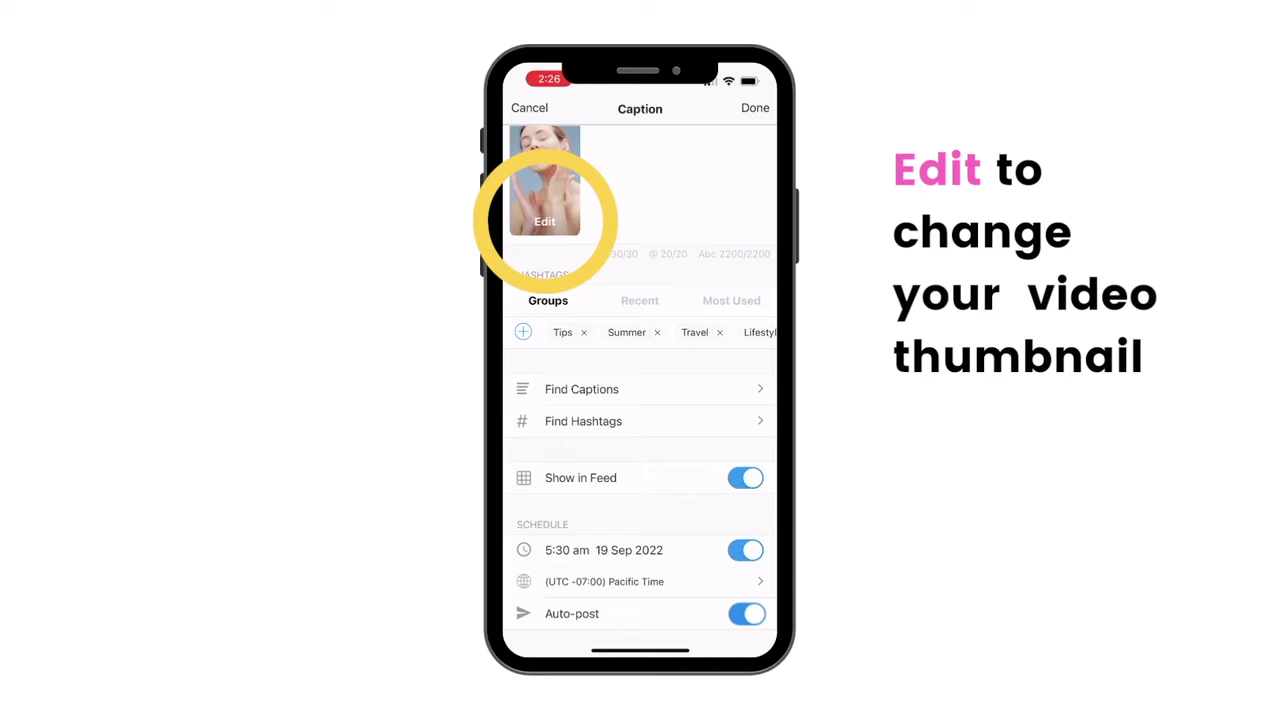 2:26
Cancel Caption Done
Edit
30/30 @ 20/20 Abc 2200/2200
HASHTAGS
Groups Recent Most Used
Tips × Summer × Travel × Lifestyl
Find Captions
# Find Hashtags
Show in Feed
SCHEDULE
5:30 am 19 Sep 2022
(UTC -07:00) Pacific Time
Auto-post
Edit to
change
your video
thumbnail